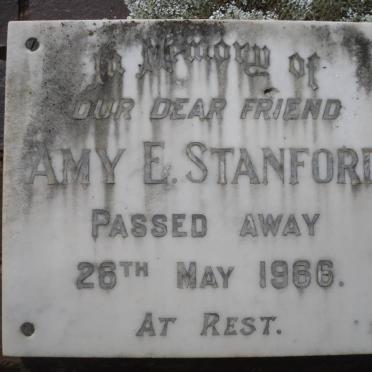 In Memory of
OUR DEAR FRIEND
AMY E. STANFORD
PASSED AWAY
26TH MAY 1966.
AT REST.